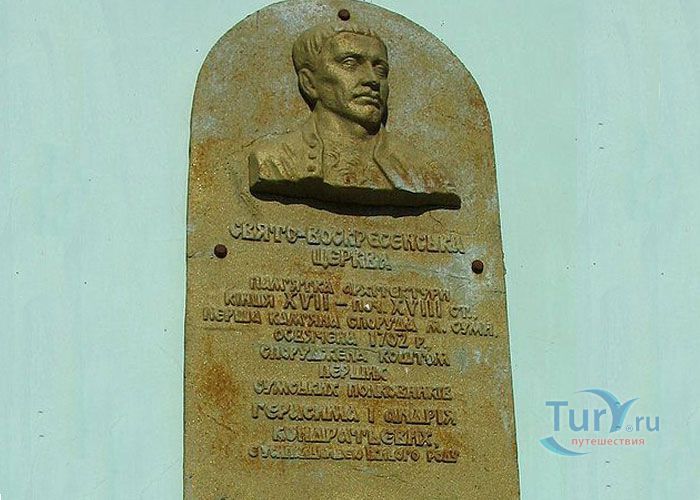 СВЯТО-ВОСКРЕСЕНСЬКА
ЦЕРКВА
ПАМ'ЯТКА АРХІТЕКТУРИ
КІНЦЯ XVII - ПОЧ. XVIII СТ.
ПЕРША КАМ'ЯНА СПОРУДА М. СУМИ,
ОСВЯЧЕНА 1702 Р.
СПОРУДЖЕНА КОШТОМ
ПЕРШИХ
СУМСЬКИХ ПОЛКОВНИКІВ
ГЕРАСИМА І АНДРІЯ
КОНДРАТЬЄВИХ,
РОДУ
TurY.ru
путешествия